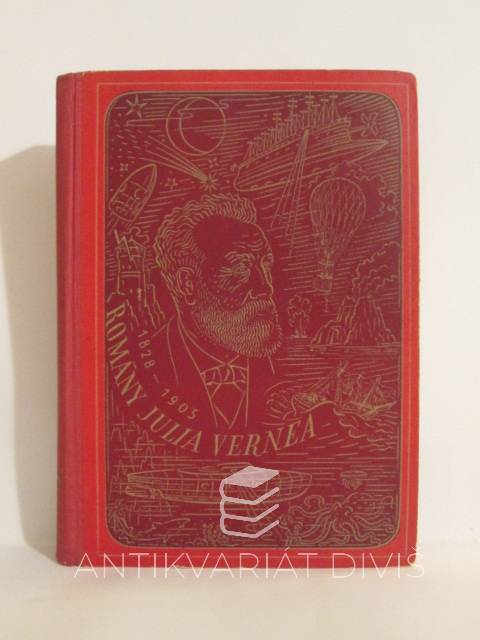 1828 – 1905
ROMÁNY JULIA VERNEA
ANTIKVARIÁT DIVIŠ